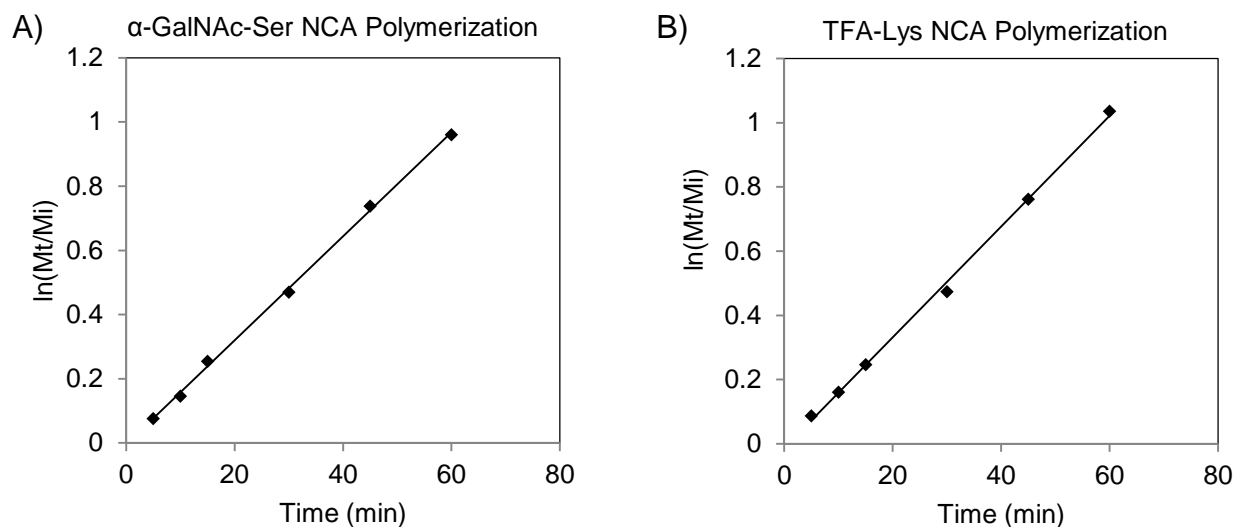 A)
α-GalNAc-Ser NCA Polymerization
1.2
1
0.8
0.6
0.4
0.2
0
ln(Mt/Mi)
0 20 40 60 80
Time (min)
B)
TFA-Lys NCA Polymerization
1.2
1
0.8
0.6
0.4
0.2
0
ln(Mt/Mi)
0 20 40 60 80
Time (min)